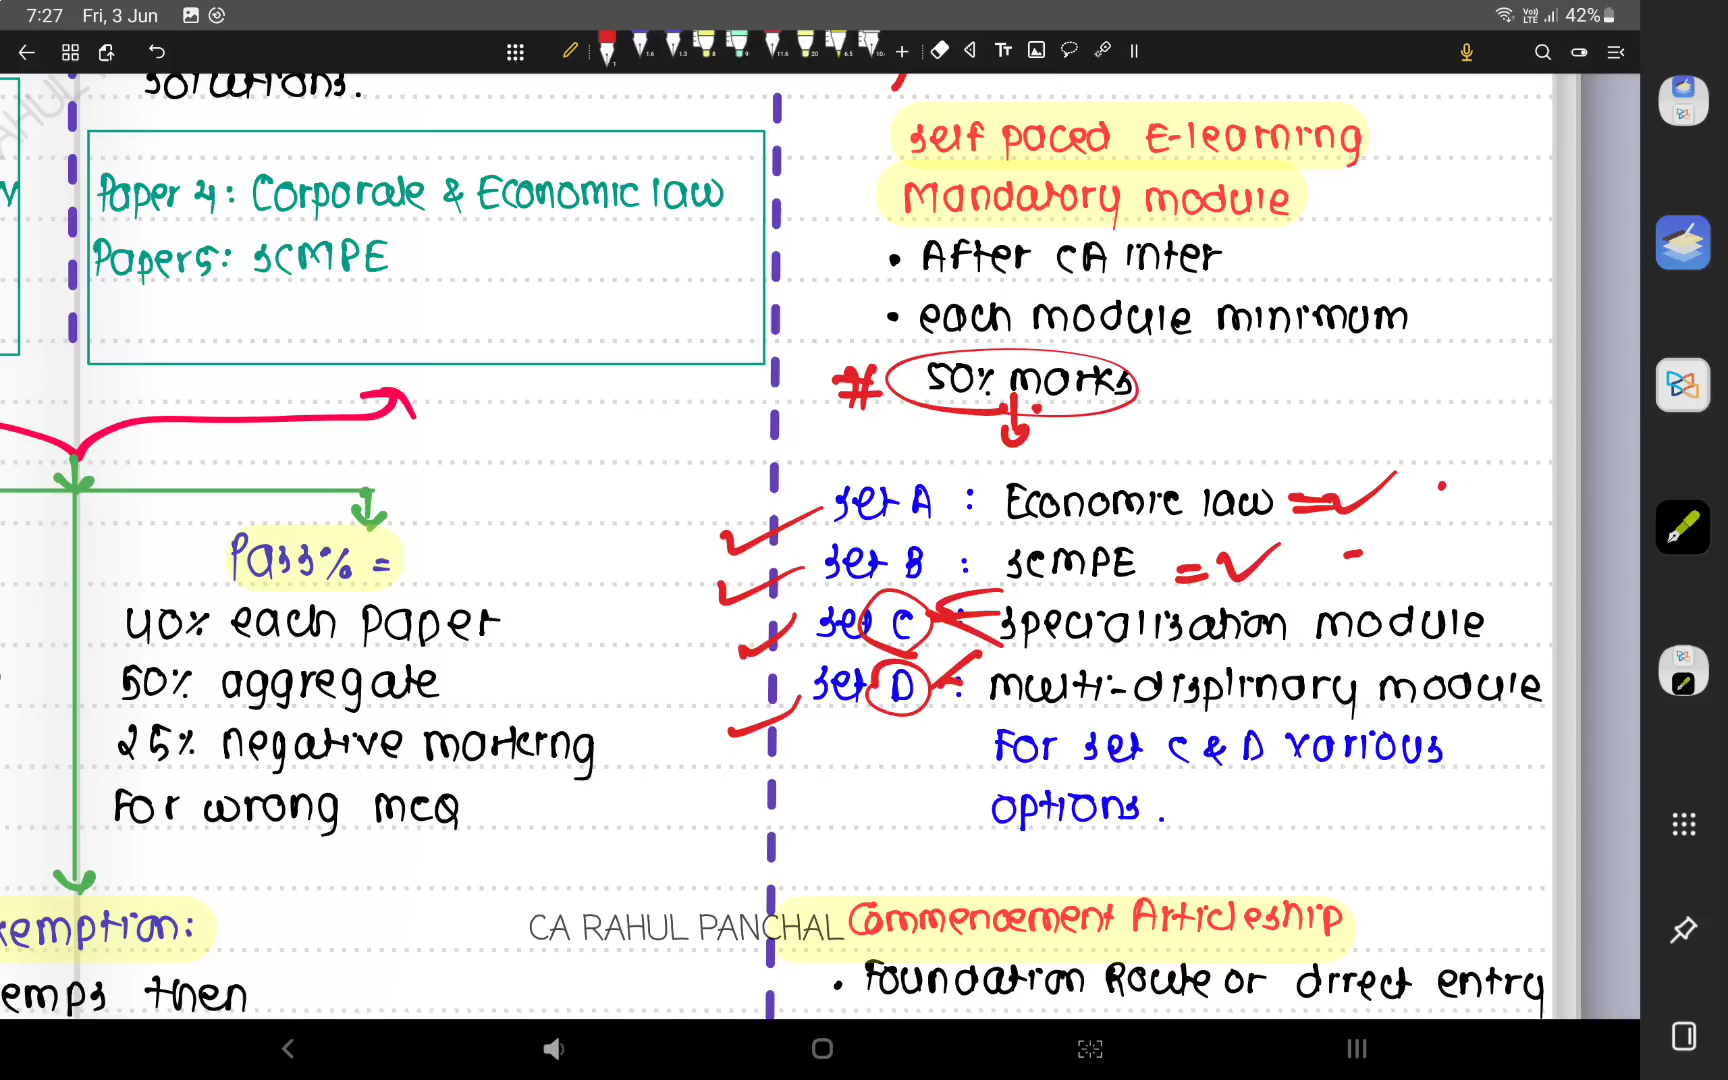 7:27 Fri, 3 Jun
42%
solutions.
Paper 4: Corporate & Economic law
Paper 5: SCMPE
Pass% =
40% each paper
50% aggregate
25% negative marking
For wrong mcq
emption:
then
CA RAHUL PANCHAL
self paced E-learning
Mandatory module
• After CA inter
• each module minimum
# 50% marks
set A : Economic law =
set B : SCMPE =
set C : specialisation module
set D : multi-displinary module
For set C & D various
options.
Commencement Articleship
• Foundation Route or direct entry